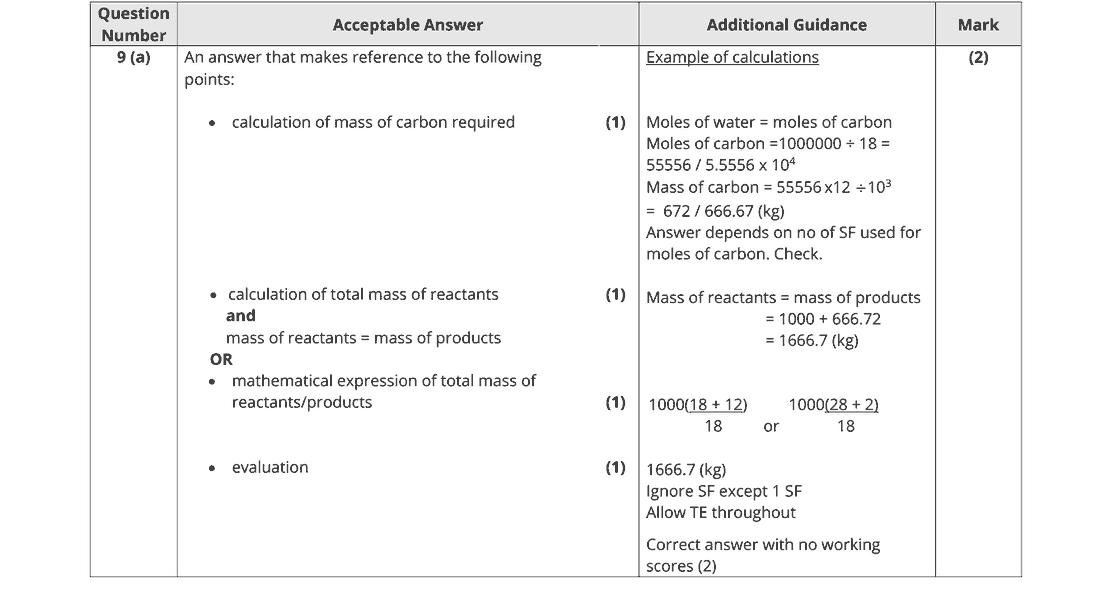 Question Number
Acceptable Answer
Additional Guidance
Mark
9 (a)
An answer that makes reference to the following
points:
• calculation of mass of carbon required (1)
• calculation of total mass of reactants (1)
and
mass of reactants = mass of products
OR
• mathematical expression of total mass of
reactants/products (1)
• evaluation (1)
Example of calculations
Moles of water = moles of carbon
Moles of carbon =1000000 ÷ 18 =
55556 / 5.5556 x 10⁴
Mass of carbon = 55556 x12 ÷10³
= 672 / 666.67 (kg)
Answer depends on no of SF used for
moles of carbon. Check.
Mass of reactants = mass of products
= 1000 + 666.72
= 1666.7 (kg)
1000(18 + 12) 1000(28 + 2)
18 or 18
1666.7 (kg)
Ignore SF except 1 SF
Allow TE throughout
Correct answer with no working
scores (2)
(2)